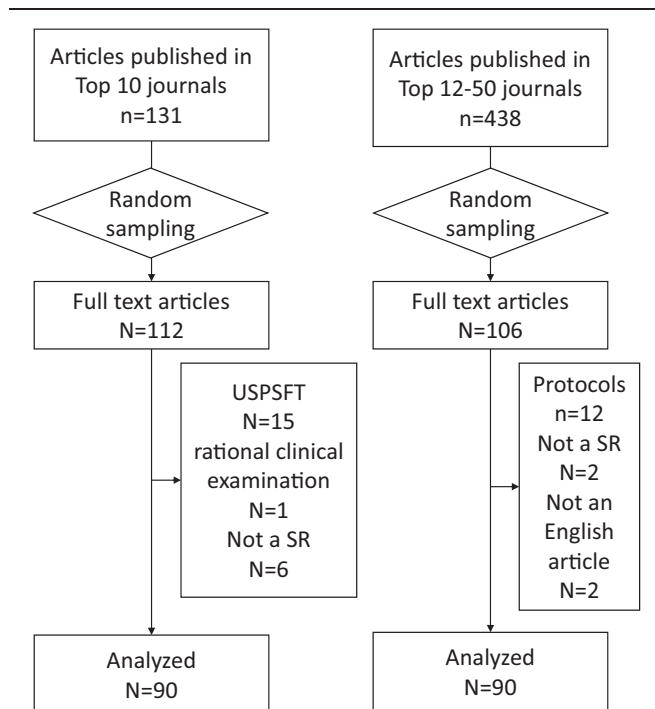 Articles published in
Top 10 journals
n=131
Random
sampling
Full text articles
N=112
USPSFT
N=15
rational clinical
examination
N=1
Not a SR
N=6
Analyzed
N=90
Articles published in
Top 12-50 journals
n=438
Random
sampling
Full text articles
N=106
Protocols
n=12
Not a SR
N=2
Not an
English
article
N=2
Analyzed
N=90